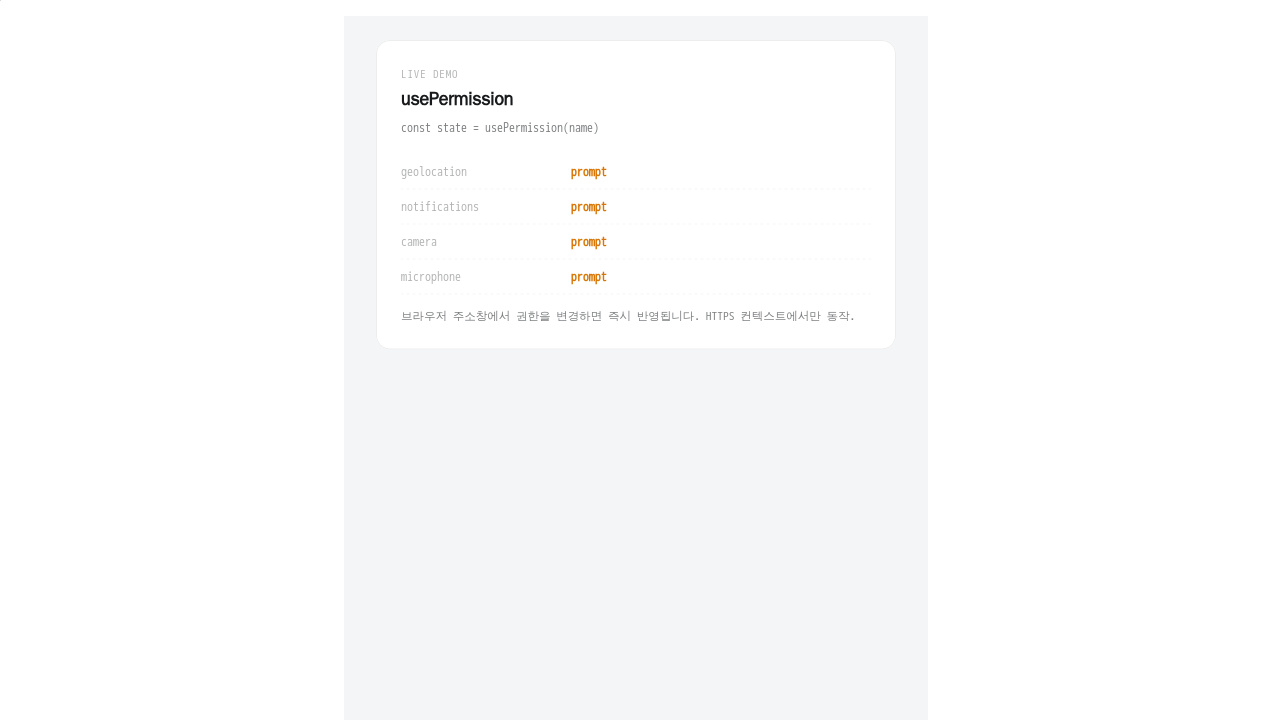 LIVE DEMO
usePermission
const state = usePermission(name)
geolocation prompt
notifications prompt
camera prompt
microphone prompt
브라우저 주소창에서 권한을 변경하면 즉시 반영됩니다. HTTPS 컨텍스트에서만 동작.